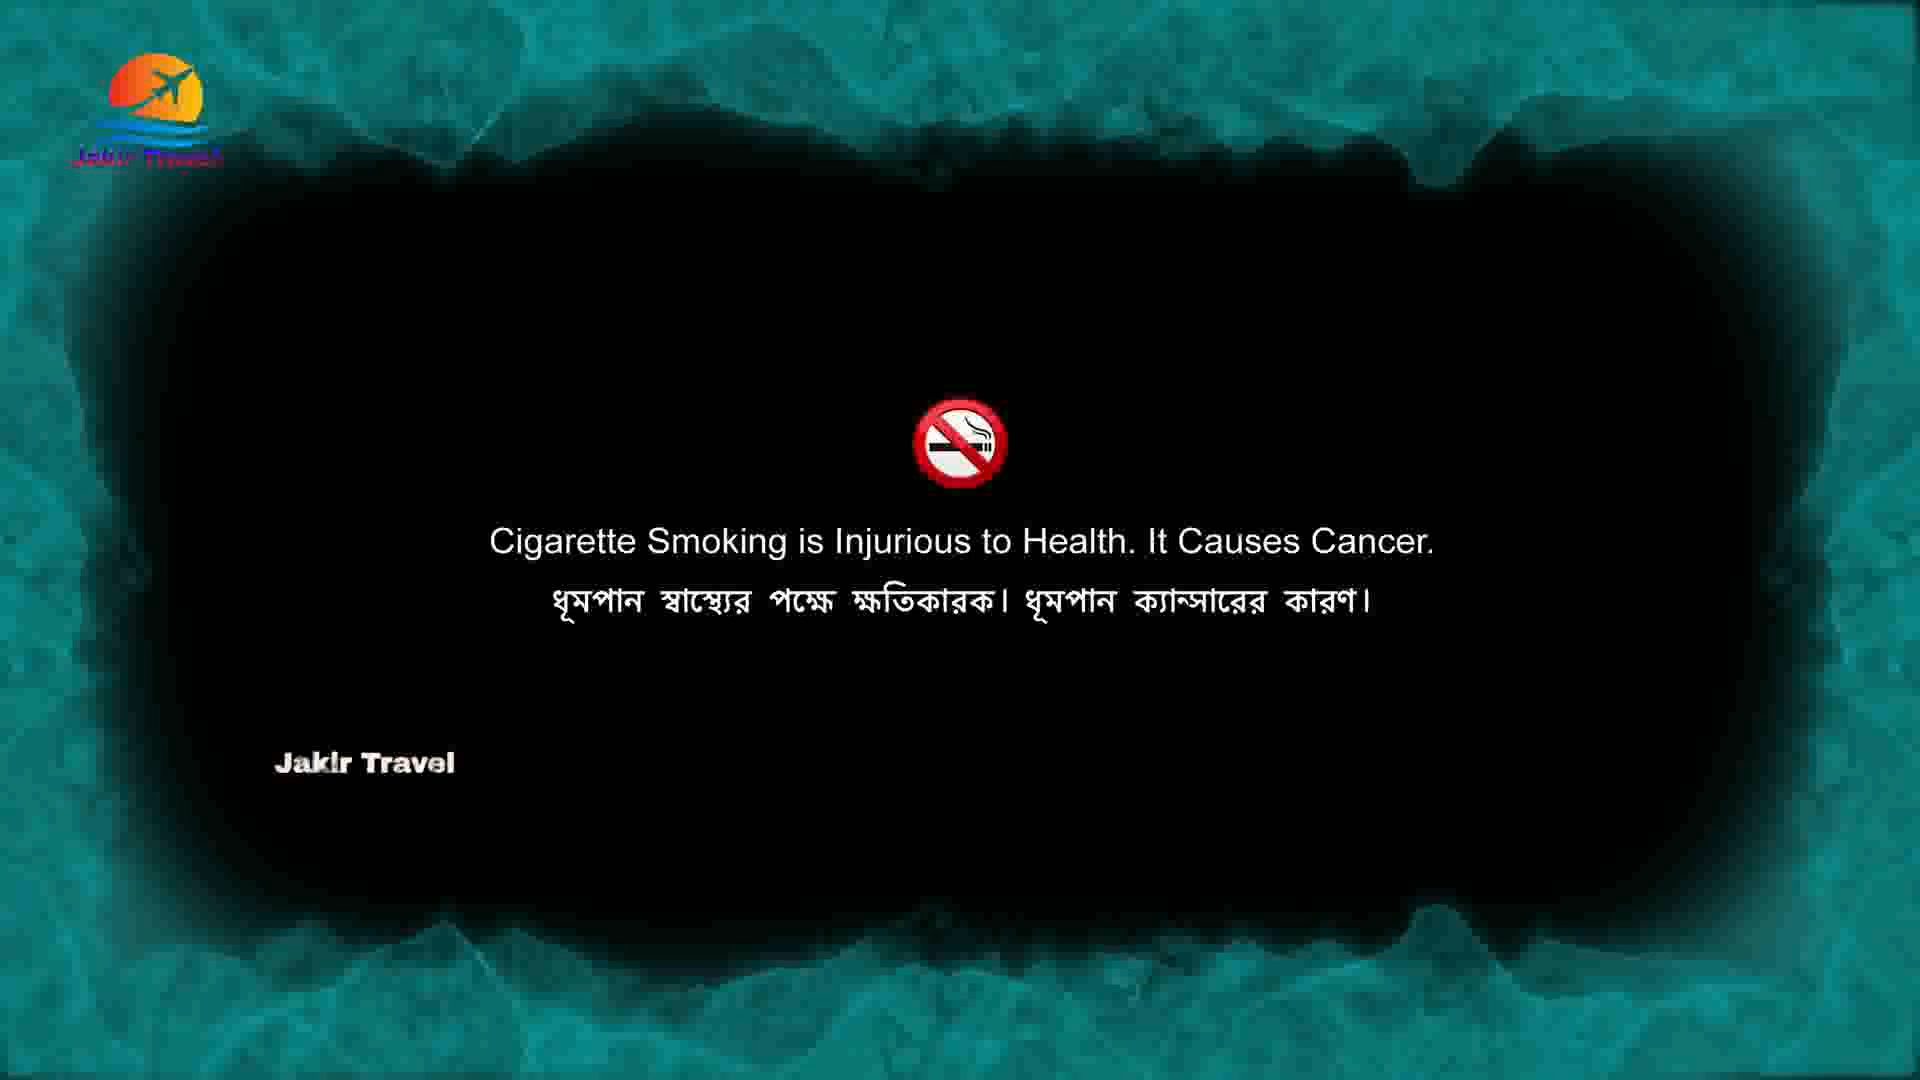 Jakir Travel
Cigarette Smoking is Injurious to Health. It Causes Cancer.
ধূমপান স্বাস্থ্যের পক্ষে ক্ষতিকারক। ধূমপান ক্যান্সারের কারণ।
Jakir Travel